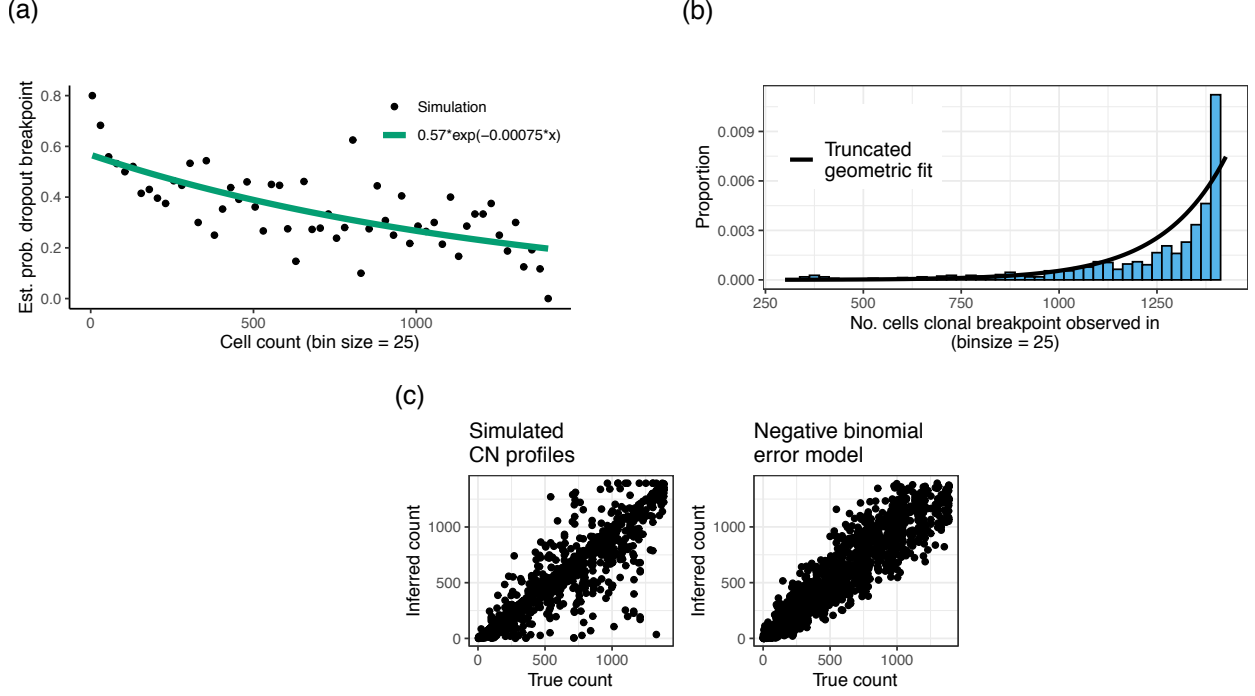 (a)
Est. prob. dropout breakpoint
0.8
0.6
0.4
0.2
0.0
0
500
1000
Cell count (bin size = 25)
Simulation
0.57*exp(−0.00075*x)
(b)
Proportion
0.009
0.006
0.003
0.000
250
500
750
1000
1250
No. cells clonal breakpoint observed in
(binsize = 25)
Truncated
geometric fit
(c)
Simulated
CN profiles
Inferred count
1000
500
0
0
500
1000
True count
Negative binomial
error model
Inferred count
1000
500
0
0
500
1000
True count